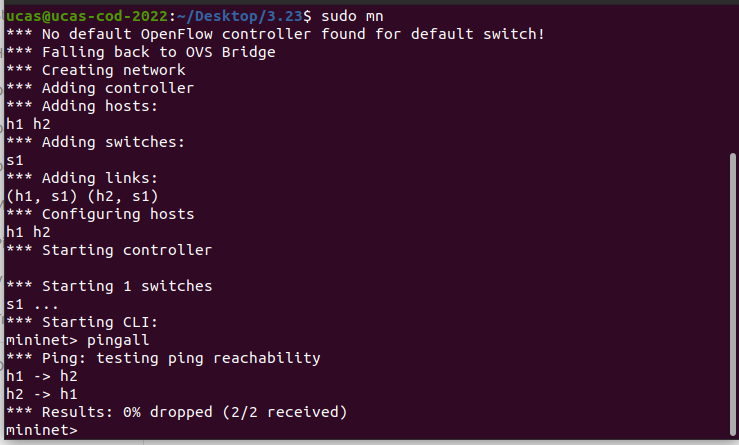 ucas@ucas-cod-2022:~/Desktop/3.23$ sudo mn
*** No default OpenFlow controller found for default switch!
*** Falling back to OVS Bridge
*** Creating network
*** Adding controller
*** Adding hosts:
h1 h2
*** Adding switches:
s1
*** Adding links:
(h1, s1) (h2, s1)
*** Configuring hosts
h1 h2
*** Starting controller

*** Starting 1 switches
s1 ...
*** Starting CLI:
mininet> pingall
*** Ping: testing ping reachability
h1 -> h2
h2 -> h1
*** Results: 0% dropped (2/2 received)
mininet>